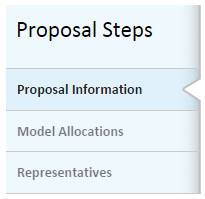 Proposal Steps
Proposal Information
Model Allocations
Representatives